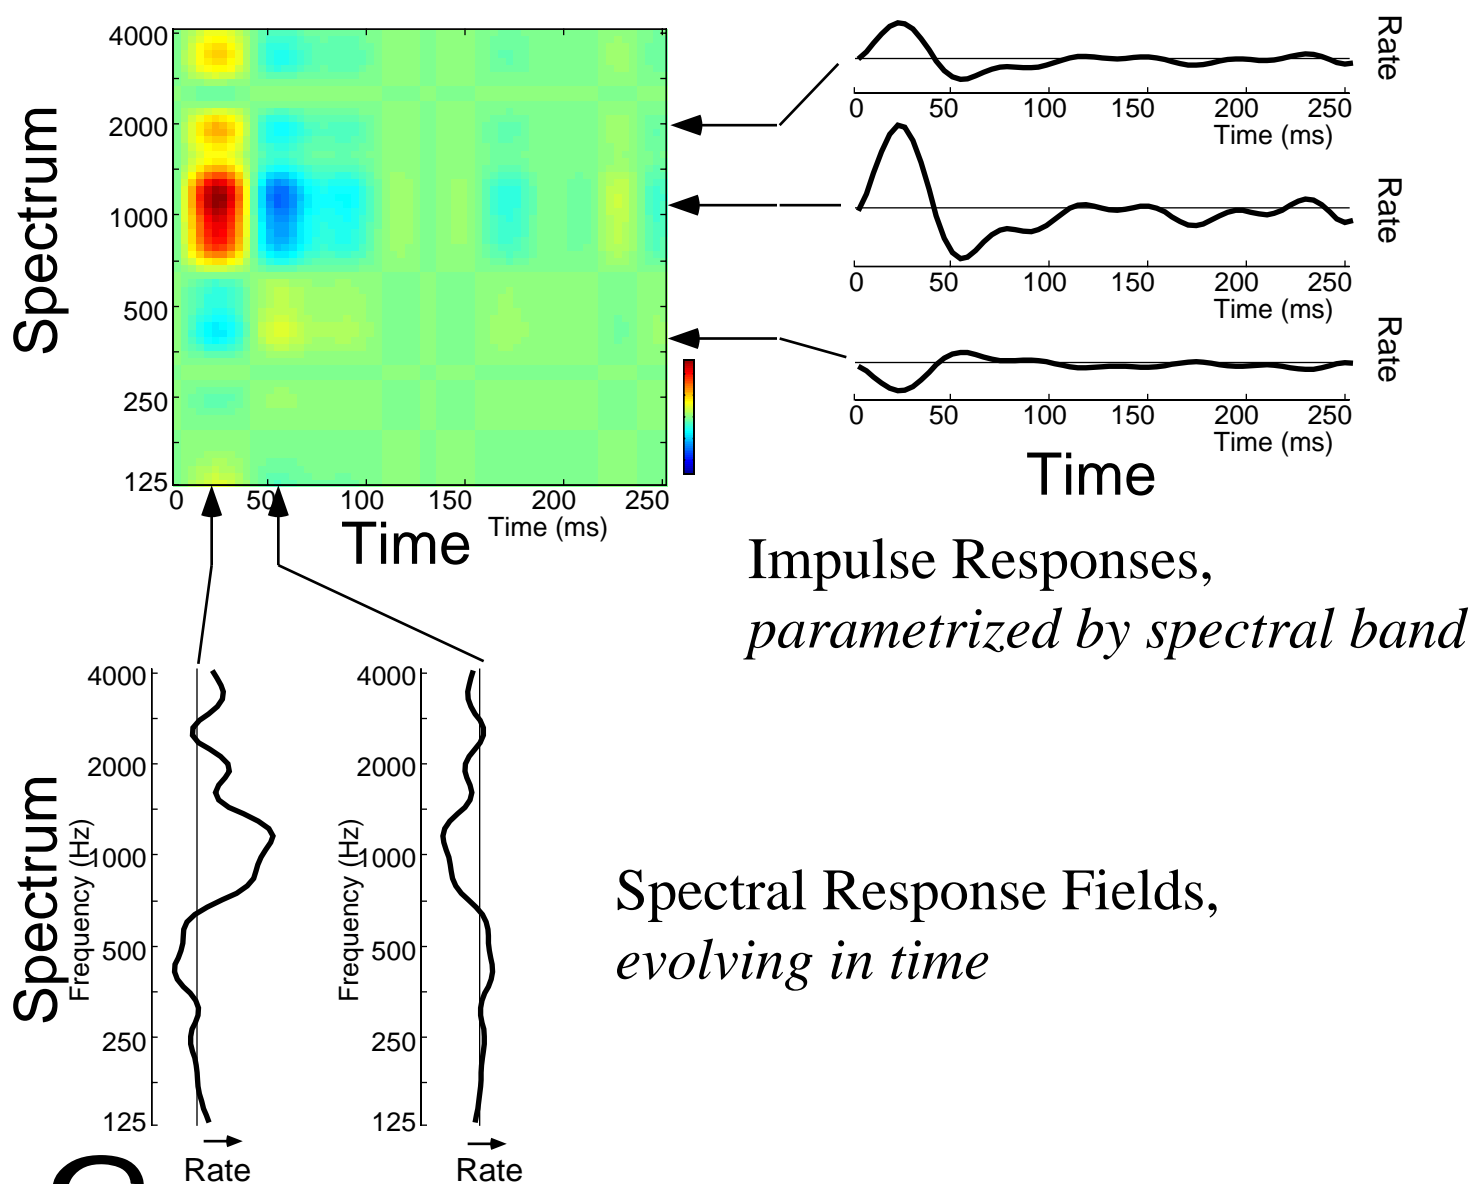 Spectrum
4000
2000
1000
500
250
125
0 50 100 150 200 250
Time
Time (ms)
Rate
0 50 100 150 200 250
Time (ms)
Rate
0 50 100 150 200 250
Time (ms)
Rate
0 50 100 150 200 250
Time (ms)
Time
Impulse Responses,
parametrized by spectral band
Spectrum
Frequency (Hz)
4000
2000
1000
500
250
125
Rate
Frequency (Hz)
4000
2000
1000
500
250
125
Rate
Spectral Response Fields,
evolving in time